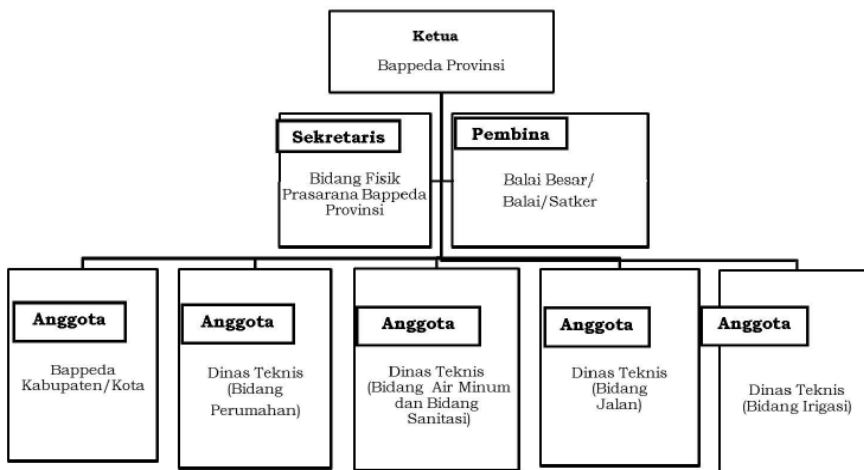 Ketua
Bappeda Provinsi
Sekretaris
Bidang Fisik
Prasarana Bappeda
Provinsi
Pembina
Balai Besar/
Balai/Satker
Anggota
Bappeda
Kabupaten/Kota
Anggota
Dinas Teknis
(Bidang
Perumahan)
Anggota
Dinas Teknis
(Bidang Air Minum
dan Bidang
Sanitasi)
Anggota
Dinas Teknis
(Bidang
Jalan)
Anggota
Dinas Teknis
(Bidang Irigasi)